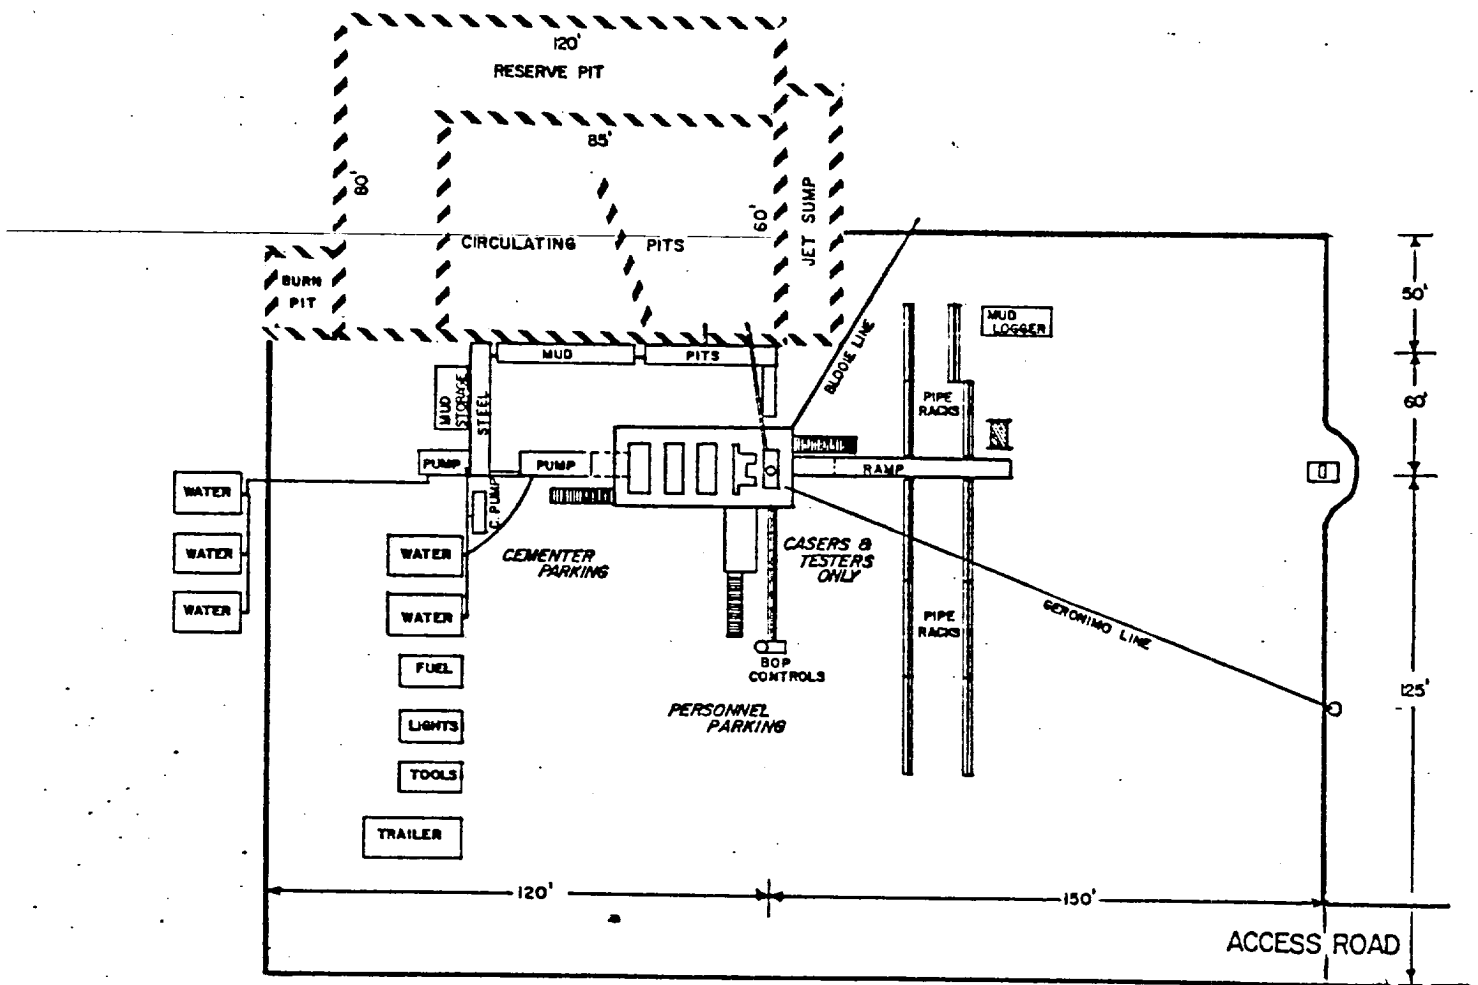 120'
RESERVE PIT
85'
80'
60'
JET SUMP
CIRCULATING PITS
BURN
PIT
50'
MUD
LOGGER
BLOOIE LINE
MUD
PITS
MUD
STORAGE
STEEL
PIPE
RACKS
60'
PUMP
PUMP
RAMP
WATER
C. PUMP
WATER
WATER
CEMENTER
PARKING
CASERS &
TESTERS
ONLY
WATER
WATER
GERONIMO LINE
PIPE
RACKS
FUEL
BOP
CONTROLS
125'
LIGHTS
PERSONNEL
PARKING
TOOLS
TRAILER
120'
150'
ACCESS ROAD